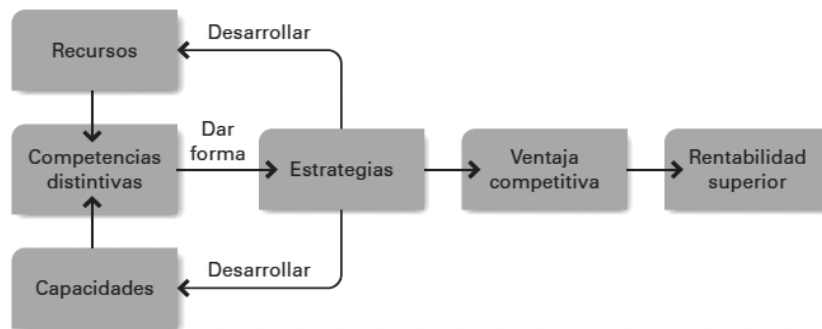 Recursos
Desarrollar
Competencias
distintivas
Dar
forma
Estrategias
Ventaja
competitiva
Rentabilidad
superior
Capacidades
Desarrollar